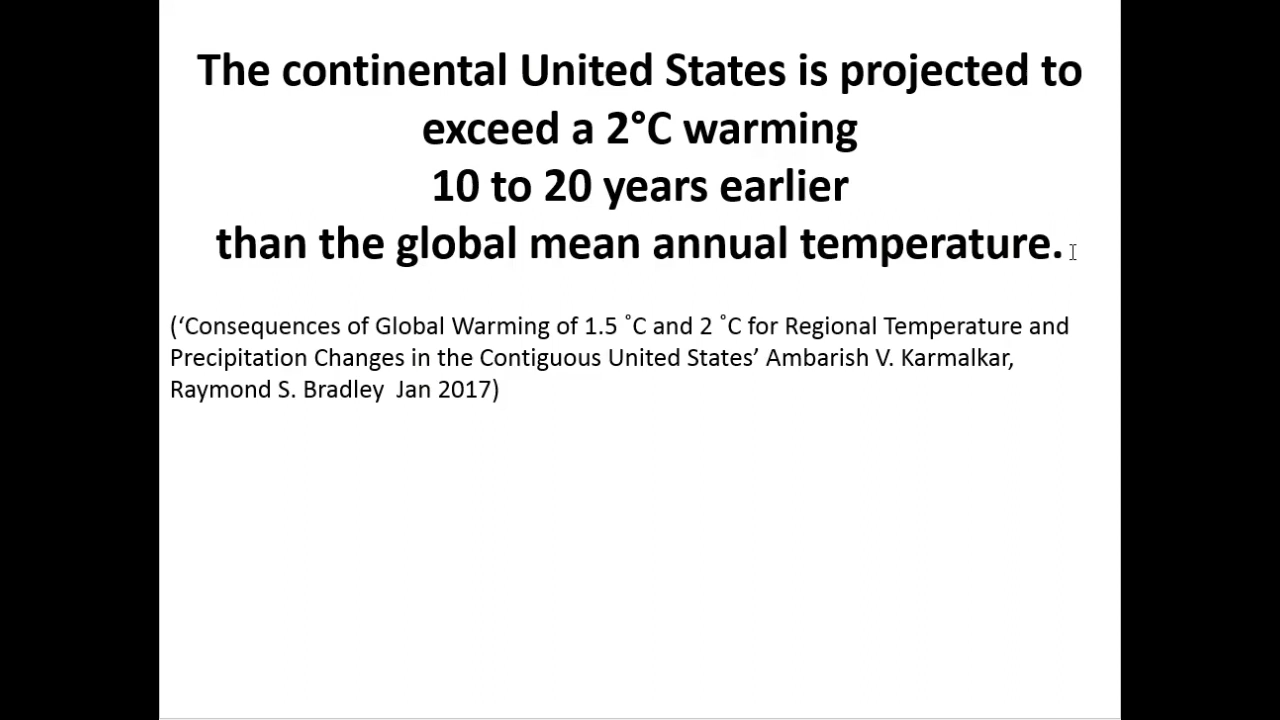 The continental United States is projected to
exceed a 2°C warming
10 to 20 years earlier
than the global mean annual temperature.
(‘Consequences of Global Warming of 1.5 ˚C and 2 ˚C for Regional Temperature and
Precipitation Changes in the Contiguous United States’ Ambarish V. Karmalkar,
Raymond S. Bradley  Jan 2017)